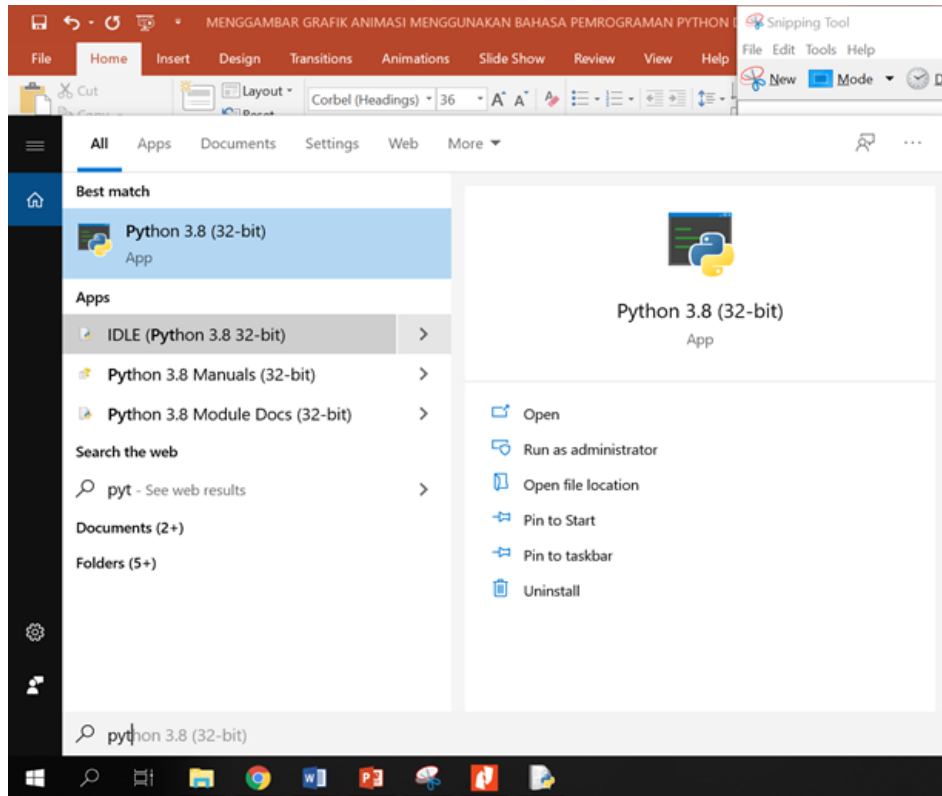 MENGGAMBAR GRAFIK ANIMASI MENGGUNAKAN BAHASA PEMROGRAMAN PYTHON
Snipping Tool
File Edit Tools Help
New Mode
File Home Insert Design Transitions Animations Slide Show Review View Help
Cut
Copy
Layout
Reset
Corbel (Headings) 36
All Apps Documents Settings Web More
Best match
Python 3.8 (32-bit)
App
Apps
IDLE (Python 3.8 32-bit)
Python 3.8 Manuals (32-bit)
Python 3.8 Module Docs (32-bit)
Search the web
pyt - See web results
Documents (2+)
Folders (5+)
Python 3.8 (32-bit)
App
Open
Run as administrator
Open file location
Pin to Start
Pin to taskbar
Uninstall
python 3.8 (32-bit)